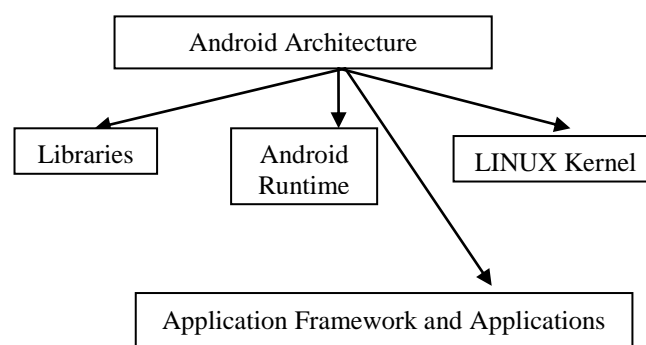 Android Architecture
Libraries
Android
Runtime
LINUX Kernel
Application Framework and Applications